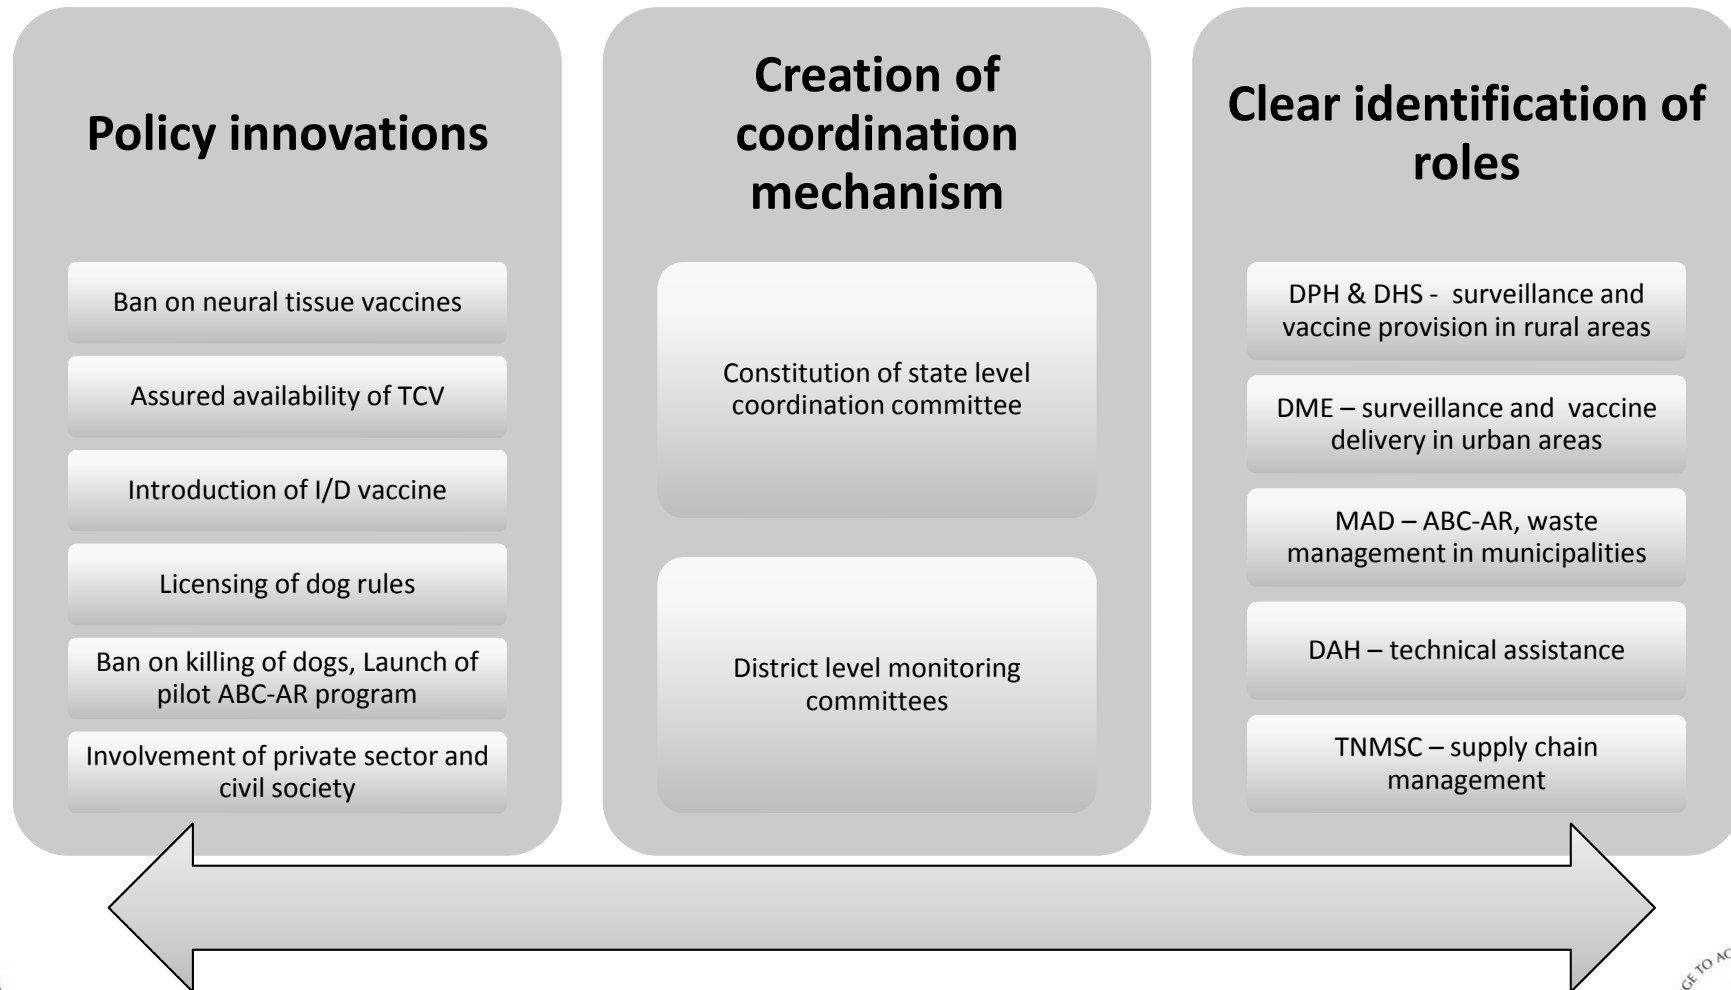 Policy innovations
Ban on neural tissue vaccines
Assured availability of TCV
Introduction of I/D vaccine
Licensing of dog rules
Ban on killing of dogs, Launch of
pilot ABC-AR program
Involvement of private sector and
civil society
Creation of
coordination
mechanism
Constitution of state level
coordination committee
District level monitoring
committees
Clear identification of
roles
DPH & DHS -  surveillance and
vaccine provision in rural areas
DME – surveillance and  vaccine
delivery in urban areas
MAD – ABC-AR, waste
management in municipalities
DAH – technical assistance
TNMSC – supply chain
management
TO